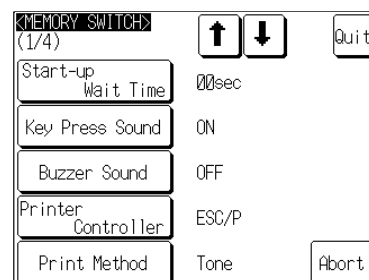 <MEMORY SWITCH>
(1/4)
Quit
Start-up
Wait Time
00sec
Key Press Sound
ON
Buzzer Sound
OFF
Printer
Controller
ESC/P
Print Method
Tone
Abort